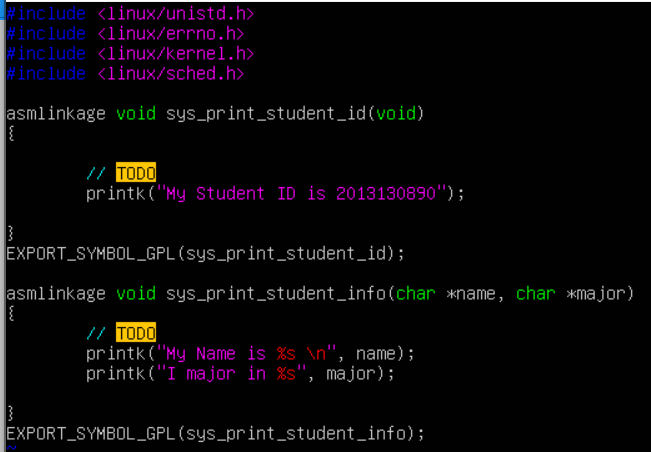 #include <linux/unistd.h>
#include <linux/errno.h>
#include <linux/kernel.h>
#include <linux/sched.h>
asmlinkage void sys_print_student_id(void)
{
// TODO
printk("My Student ID is 2013130890");
}
EXPORT_SYMBOL_GPL(sys_print_student_id);
asmlinkage void sys_print_student_info(char *name, char *major)
{
// TODO
printk("My Name is %s \n", name);
printk("I major in %s", major);
}
EXPORT_SYMBOL_GPL(sys_print_student_info);
~